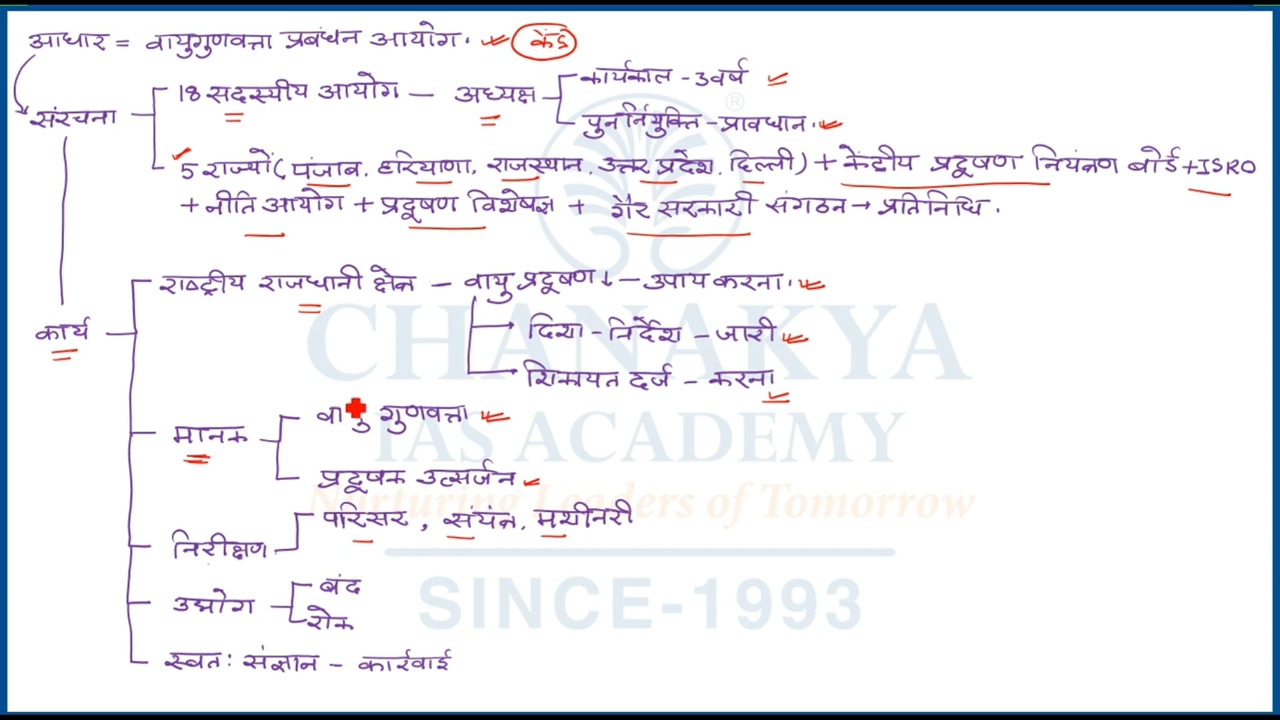 आधार = वायुगुणवत्ता प्रबंधन आयोग. केंद्र
कार्यकाल - 3 वर्ष
18 सदस्यीय आयोग - अध्यक्ष
पुनर्नियुक्ति - प्रावधान.
संरचना
5 राज्यों (पंजाब, हरियाणा, राजस्थान, उत्तर प्रदेश, दिल्ली) + केंद्रीय प्रदूषण नियंत्रण बोर्ड + ISRO
+ नीति आयोग + प्रदूषण विशेषज्ञ + गैर सरकारी संगठन → प्रतिनिधि.
राष्ट्रीय राजधानी क्षेत्र - वायु प्रदूषण ↓ - उपाय करना.
कार्य
दिशा - निर्देश - जारी
शिकायत दर्ज - करना
मानक
वायु गुणवत्ता
प्रदूषक उत्सर्जन
निरीक्षण
परिसर, संयंत्र, मशीनरी
उद्योग
बंद
रोक
स्वत: संज्ञान - कार्रवाई
CHANAKYA
IAS ACADEMY
Nurturing Leaders of Tomorrow
SINCE-1993
®